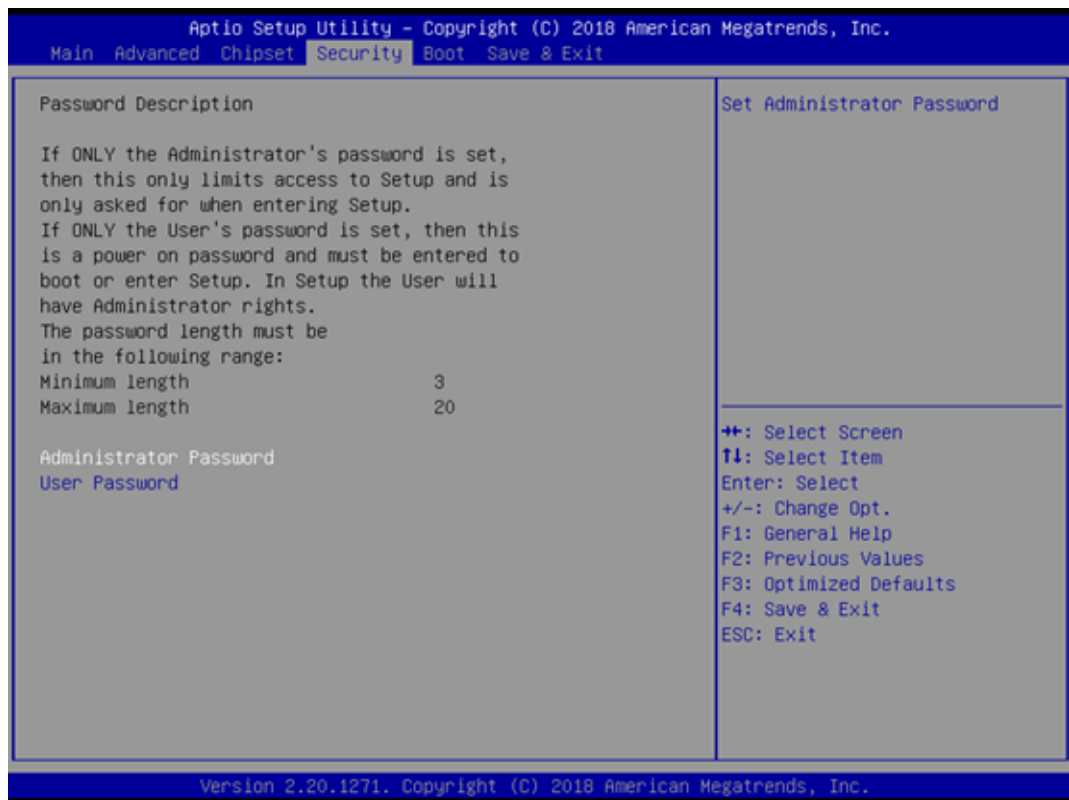 Aptio Setup Utility – Copyright (C) 2018 American Megatrends, Inc.
Main Advanced Chipset Security Boot Save & Exit
Password Description
If ONLY the Administrator's password is set,
then this only limits access to Setup and is
only asked for when entering Setup.
If ONLY the User's password is set, then this
is a power on password and must be entered to
boot or enter Setup. In Setup the User will
have Administrator rights.
The password length must be
in the following range:
Minimum length 3
Maximum length 20
Administrator Password
User Password
Set Administrator Password
→←: Select Screen
↑↓: Select Item
Enter: Select
+/-: Change Opt.
F1: General Help
F2: Previous Values
F3: Optimized Defaults
F4: Save & Exit
ESC: Exit
Version 2.20.1271. Copyright (C) 2018 American Megatrends, Inc.